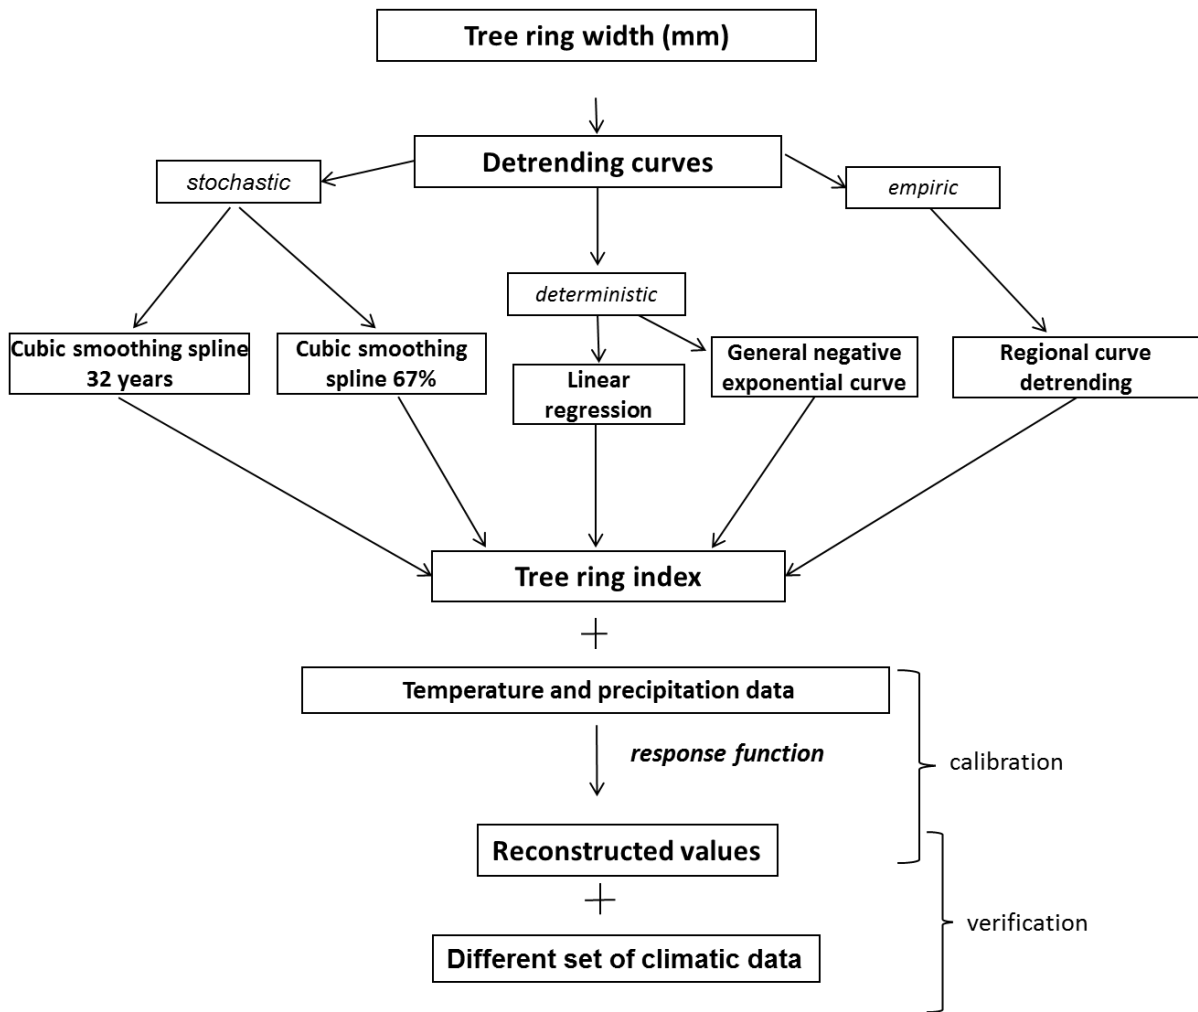 Tree ring width (mm)
Detrending curves
stochastic
empiric
deterministic
Cubic smoothing spline
32 years
Cubic smoothing
spline 67%
Linear
regression
General negative
exponential curve
Regional curve
detrending
Tree ring index
+
Temperature and precipitation data
response function
calibration
Reconstructed values
+
verification
Different set of climatic data